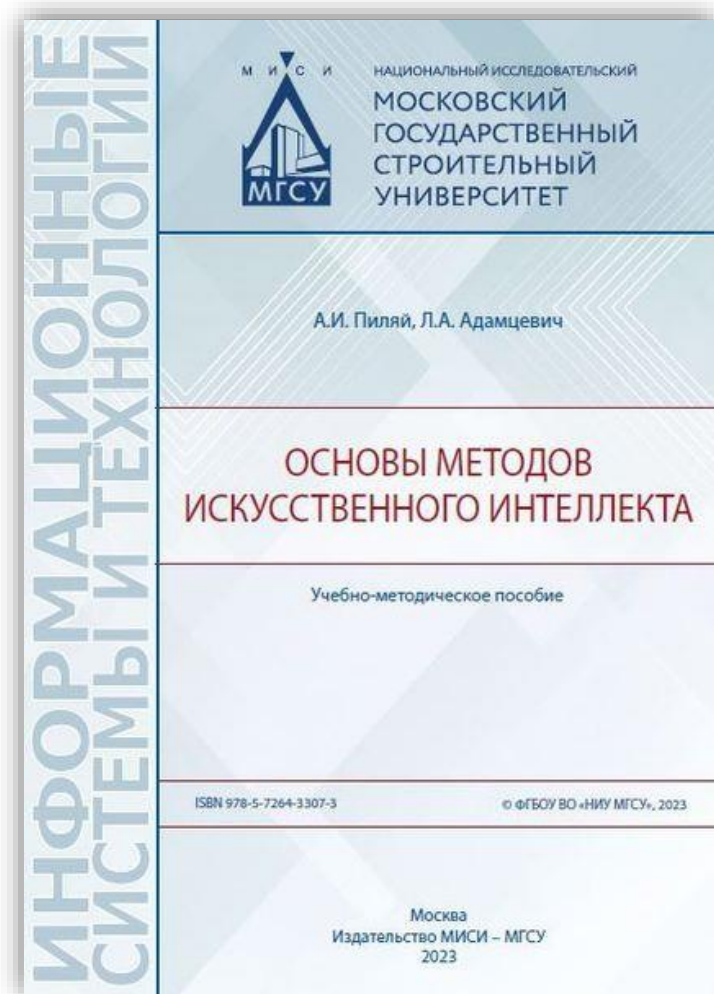 ИНФОРМАЦИОННЫЕ
СИСТЕМЫ И ТЕХНОЛОГИИ
М И С И
МГСУ
НАЦИОНАЛЬНЫЙ ИССЛЕДОВАТЕЛЬСКИЙ
МОСКОВСКИЙ
ГОСУДАРСТВЕННЫЙ
СТРОИТЕЛЬНЫЙ
УНИВЕРСИТЕТ
А.И. Пиляй, Л.А. Адамцевич
ОСНОВЫ МЕТОДОВ
ИСКУССТВЕННОГО ИНТЕЛЛЕКТА
Учебно-методическое пособие
ISBN 978-5-7264-3307-3
© ФГБОУ ВО «НИУ МГСУ», 2023
Москва
Издательство МИСИ – МГСУ
2023